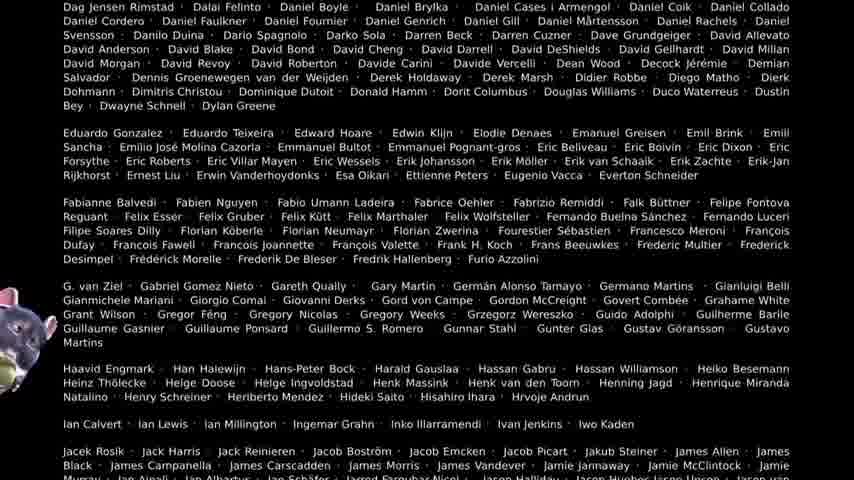 Dag Jensen Rimstad · Dalai Felinto · Daniel Boyle · Daniel Brylka · Daniel Cases i Armengol · Daniel Coik · Daniel Collado
Daniel Cordero · Daniel Faulkner · Daniel Fournier · Daniel Genrich · Daniel Gill · Daniel Mårtensson · Daniel Rachels · Daniel
Svensson · Danilo Duina · Dario Spagnolo · Darko Sola · Darren Beck · Darren Cuzner · Dave Grundgeiger · David Allevato
David Anderson · David Blake · David Bond · David Cheng · David Darrell · David DeShields · David Gellhardt · David Millan
David Morgan · David Revoy · David Roberton · Davide Carini · Davide Vercelli · Dean Wood · Decock Jérémie · Demian
Salvador · Dennis Groenewegen van der Weijden · Derek Holdaway · Derek Marsh · Didier Robbe · Diego Matho · Dierk
Dohmann · Dimitris Christou · Dominique Dutoit · Donald Hamm · Dorit Columbus · Douglas Williams · Duco Waterreus · Dustin
Bey · Dwayne Schnell · Dylan Greene
Eduardo Gonzalez · Eduardo Teixeira · Edward Hoare · Edwin Klijn · Elodie Denaes · Emanuel Greisen · Emil Brink · Emili
Sancha · Emilio José Molina Cazorla · Emmanuel Bultot · Emmanuel Pognant-gros · Eric Beliveau · Eric Boivin · Eric Dixon · Eric
Forsythe · Eric Roberts · Eric Villar Mayen · Eric Wessels · Erik Johansson · Erik Möller · Erik van Schaaik · Erik Zachte · Erik-Jan
Rijkhorst · Ernest Liu · Erwin Vanderhoydonks · Esa Oikari · Ettienne Peters · Eugenio Vacca · Everton Schneider
Fabianne Balvedi · Fabien Nguyen · Fabio Umann Ladeira · Fabrice Oehler · Fabrizio Remiddi · Falk Büttner · Felipe Fontova
Reguant · Felix Esser · Felix Gruber · Felix Kütt · Felix Marthaler · Felix Wolfsteller · Fernando Buelna Sánchez · Fernando Luceri
Filipe Soares Dilly · Florian Köberle · Florian Neumayr · Florian Zwerina · Fourestier Sébastien · Francesco Meroni · François
Dufay · Francois Fawell · Francois Joannette · François Valette · Frank H. Koch · Frans Beeuwkes · Frederic Multier · Frederick
Desimpel · Frédérick Morelle · Frederik De Bleser · Fredrik Hallenberg · Furio Azzolini
G. van Ziel · Gabriel Gomez Nieto · Gareth Qually · Gary Martin · Germán Alonso Tamayo · Germano Martins · Gianluigi Belli
Gianmichele Mariani · Giorgio Comai · Giovanni Derks · Gord von Campe · Gordon McCreight · Govert Combée · Grahame White
Grant Wilson · Gregor Féng · Gregory Nicolas · Gregory Weeks · Grzegorz Wereszko · Guido Adolphi · Guilherme Barile
Guillaume Gasnier · Guillaume Ponsard · Guillermo S. Romero · Gunnar Stahl · Gunter Glas · Gustav Göransson · Gustavo
Martins
Haavid Engmark · Han Halewijn · Hans-Peter Bock · Harald Gauslaa · Hassan Gabru · Hassan Williamson · Heiko Besemann
Heinz Thölecke · Helge Doose · Helge Ingvoldstad · Henk Massink · Henk van den Toorn · Henning Jagd · Henrique Miranda
Natalino · Henry Schreiner · Heriberto Mendez · Hideki Saito · Hisahiro Ihara · Hrvoje Andrun
Ian Calvert · Ian Lewis · Ian Millington · Ingemar Grahn · Inko Illarramendi · Ivan Jenkins · Iwo Kaden
Jacek Rosik · Jack Harris · Jack Reinieren · Jacob Boström · Jacob Emcken · Jacob Picart · Jakub Steiner · James Allen · James
Black · James Campanella · James Carscadden · James Morris · James Vandever · Jamie Jannaway · Jamie McClintock · Jamie